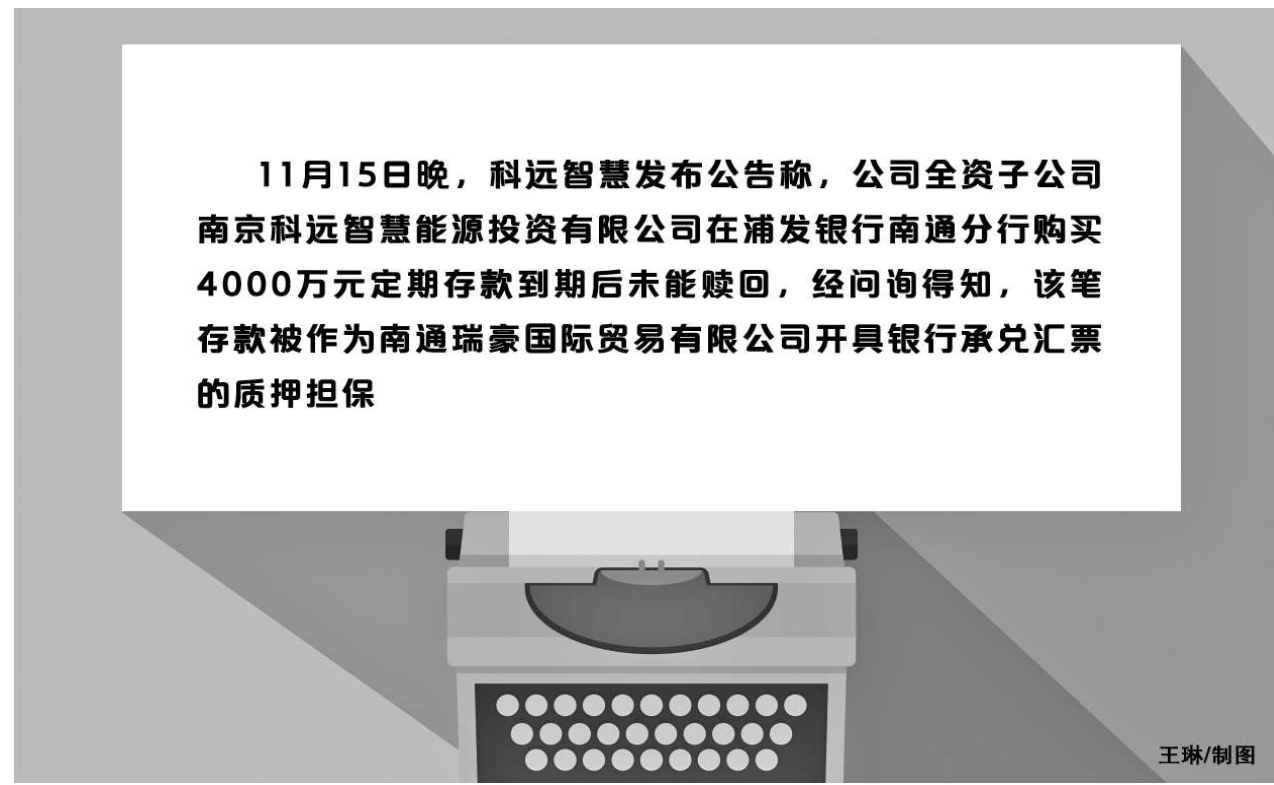 11月15日晚，科远智慧发布公告称，公司全资子公司
南京科远智慧能源投资有限公司在浦发银行南通分行购买
4000万元定期存款到期后未能赎回，经问询得知，该笔
存款被作为南通瑞豪国际贸易有限公司开具银行承兑汇票
的质押担保
王琳/制图